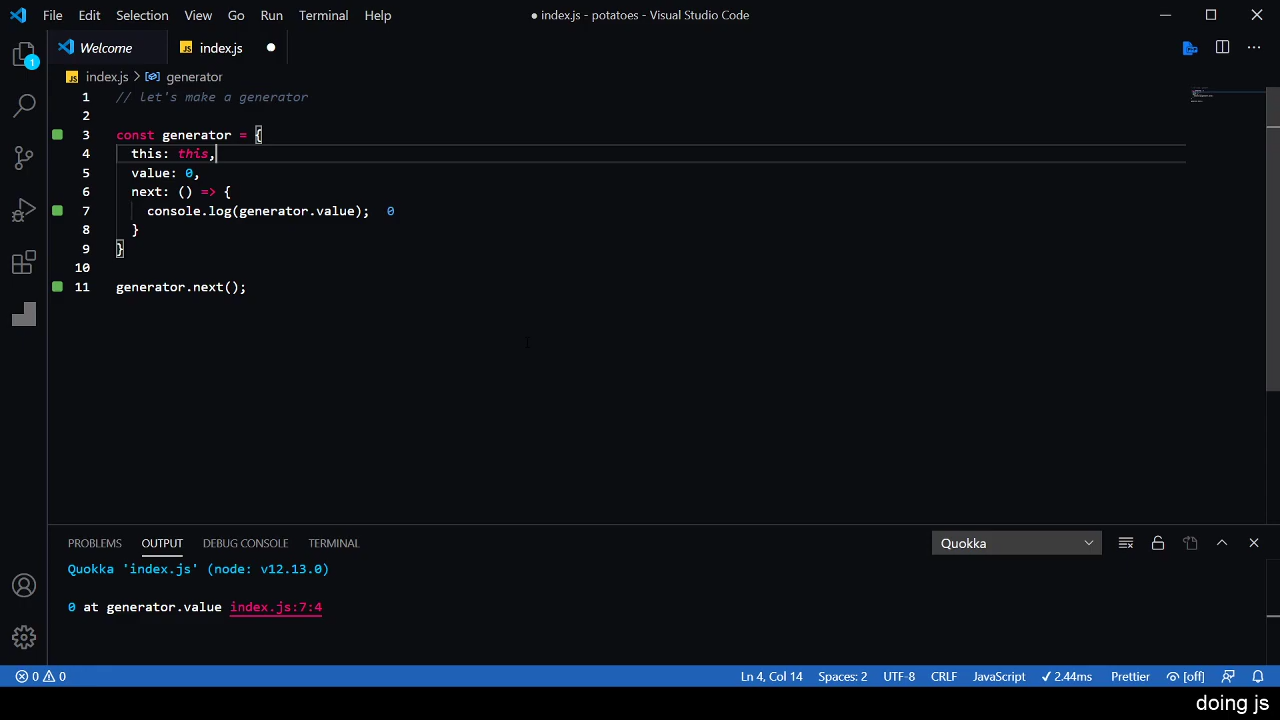 File Edit Selection View Go Run Terminal Help ● index.js - potatoes - Visual Studio Code
Welcome JS index.js ●
1
JS index.js > generator
1 // let's make a generator
2
3 const generator = {
4 this: this,
5 value: 0,
6 next: () => {
7 console.log(generator.value); 0
8 }
9 }
10
11 generator.next();
PROBLEMS OUTPUT DEBUG CONSOLE TERMINAL Quokka
Quokka 'index.js' (node: v12.13.0)
0 at generator.value index.js:7:4
0 0 Ln 4, Col 14 Spaces: 2 UTF-8 CRLF JavaScript ✓ 2.44ms Prettier [off]
doing js